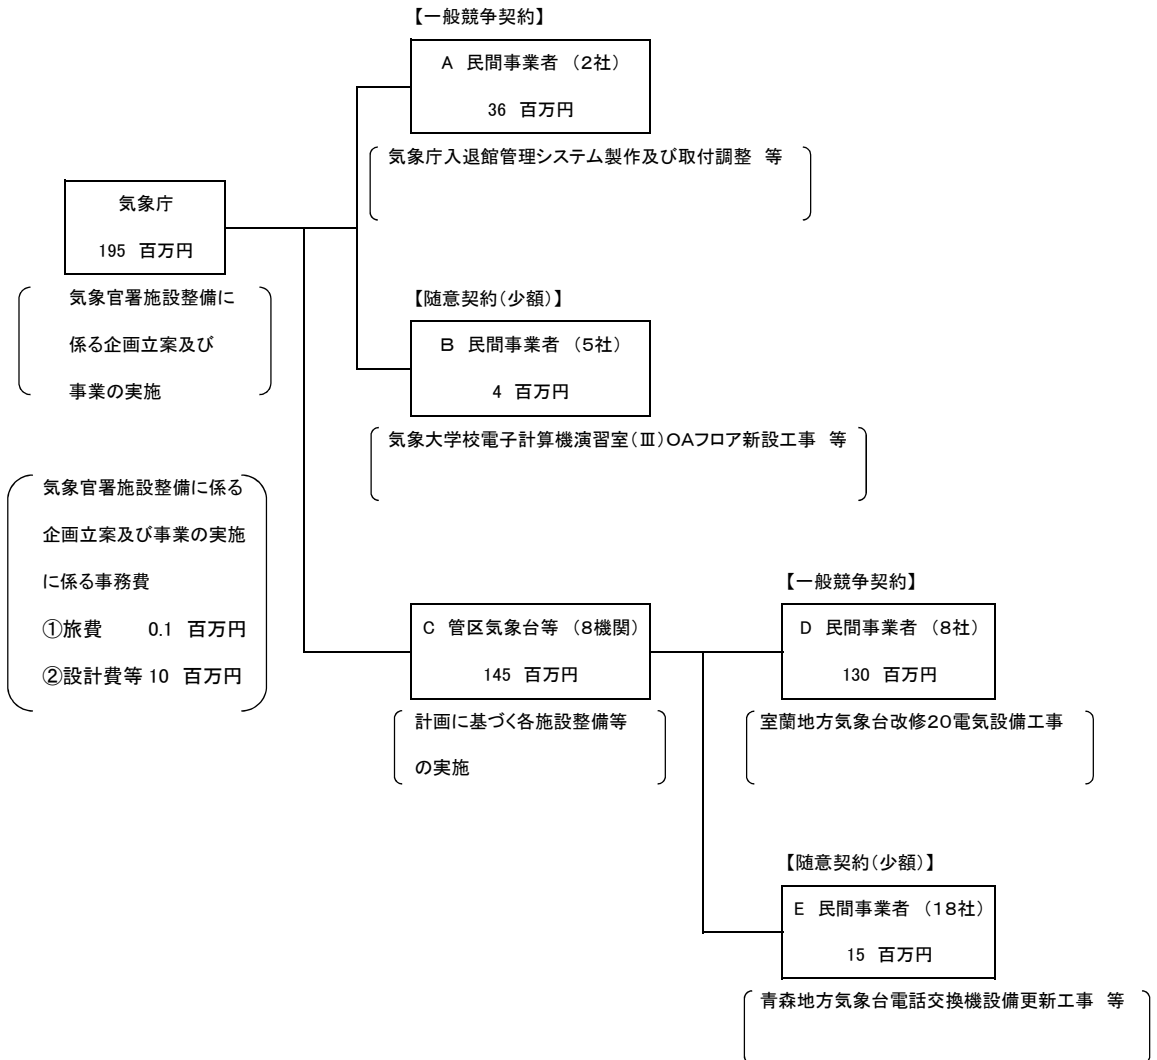 【一般競争契約】
A 民間事業者 (2社)
36 百万円
気象庁入退館管理システム製作及び取付調整 等
気象庁
195 百万円
気象官署施設整備に
係る企画立案及び
事業の実施
【随意契約(少額)】
B 民間事業者 (5社)
4 百万円
気象大学校電子計算機演習室(Ⅲ)OAフロア新設工事 等
気象官署施設整備に係る
企画立案及び事業の実施
に係る事務費
①旅費 0.1 百万円
②設計費等 10 百万円
C 管区気象台等 (8機関)
145 百万円
計画に基づく各施設整備等
の実施
【一般競争契約】
D 民間事業者 (8社)
130 百万円
室蘭地方気象台改修20電気設備工事
【随意契約(少額)】
E 民間事業者 (18社)
15 百万円
青森地方気象台電話交換機設備更新工事 等